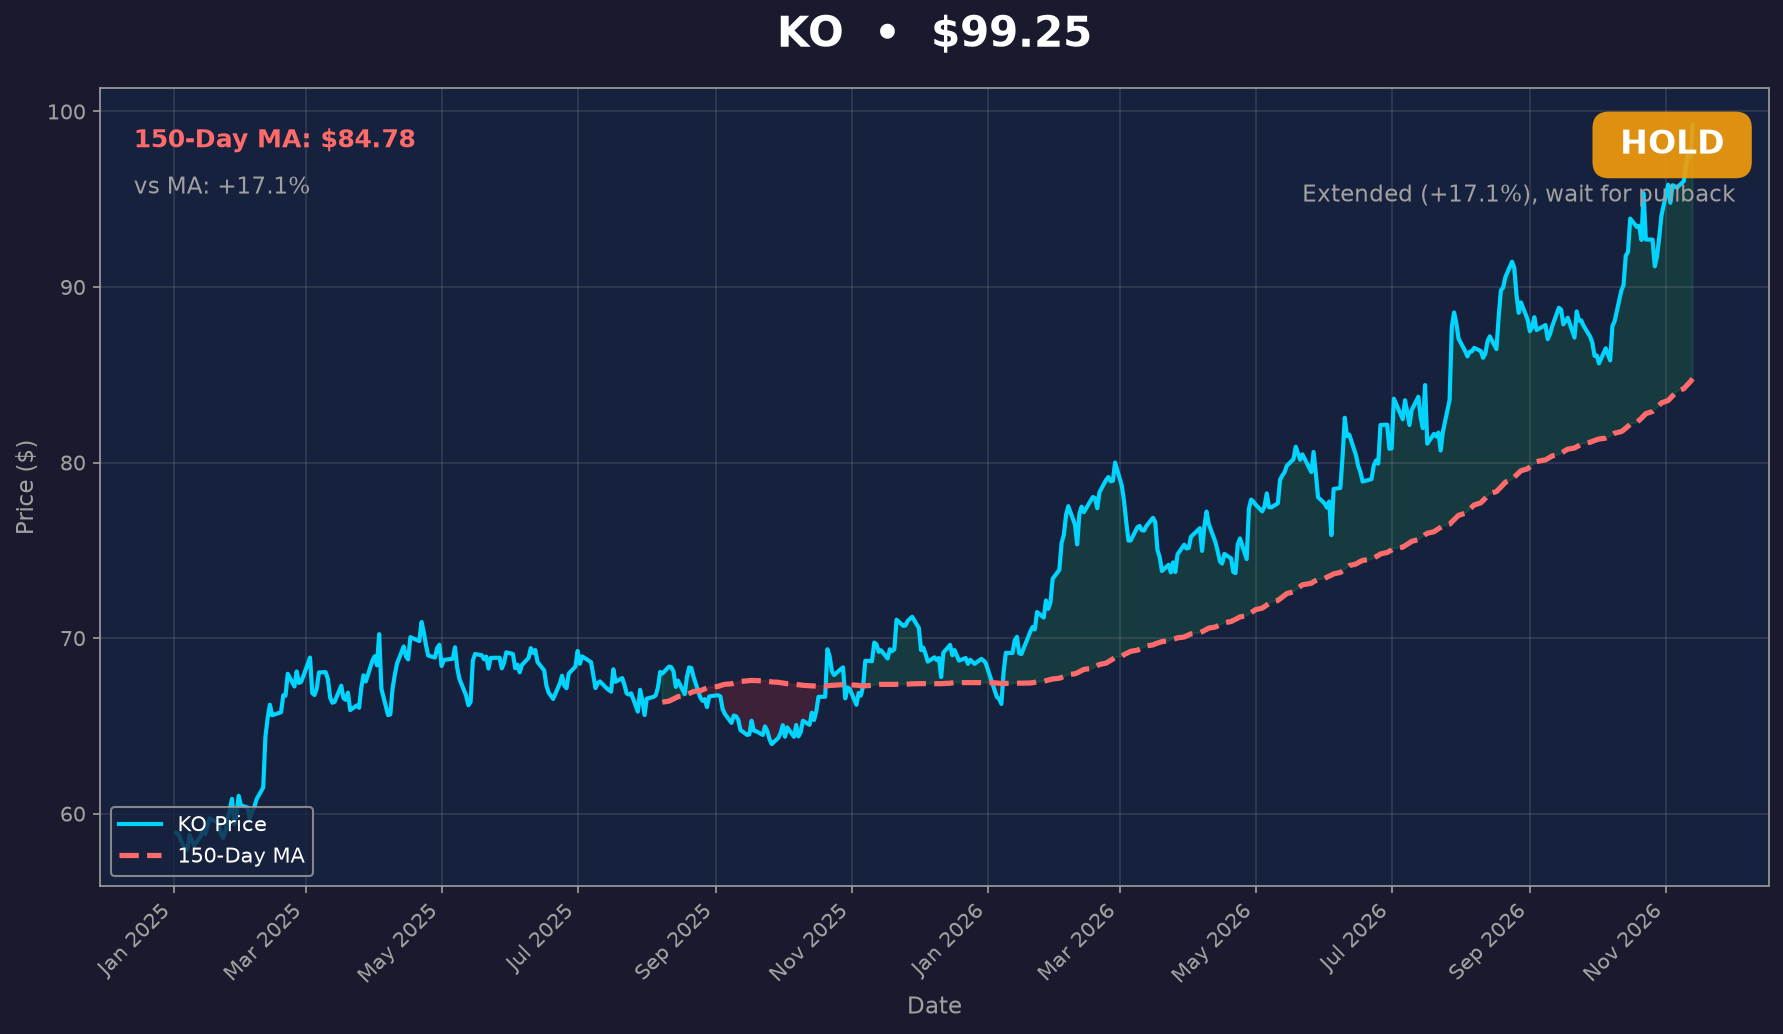 KO • $99.25
150-Day MA: $84.78
vs MA: +17.1%
HOLD
Extended (+17.1%), wait for pullback
Price ($)
100
90
80
70
60
KO Price
150-Day MA
Jan 2025
Mar 2025
May 2025
Jul 2025
Sep 2025
Nov 2025
Jan 2026
Mar 2026
May 2026
Jul 2026
Sep 2026
Nov 2026
Date